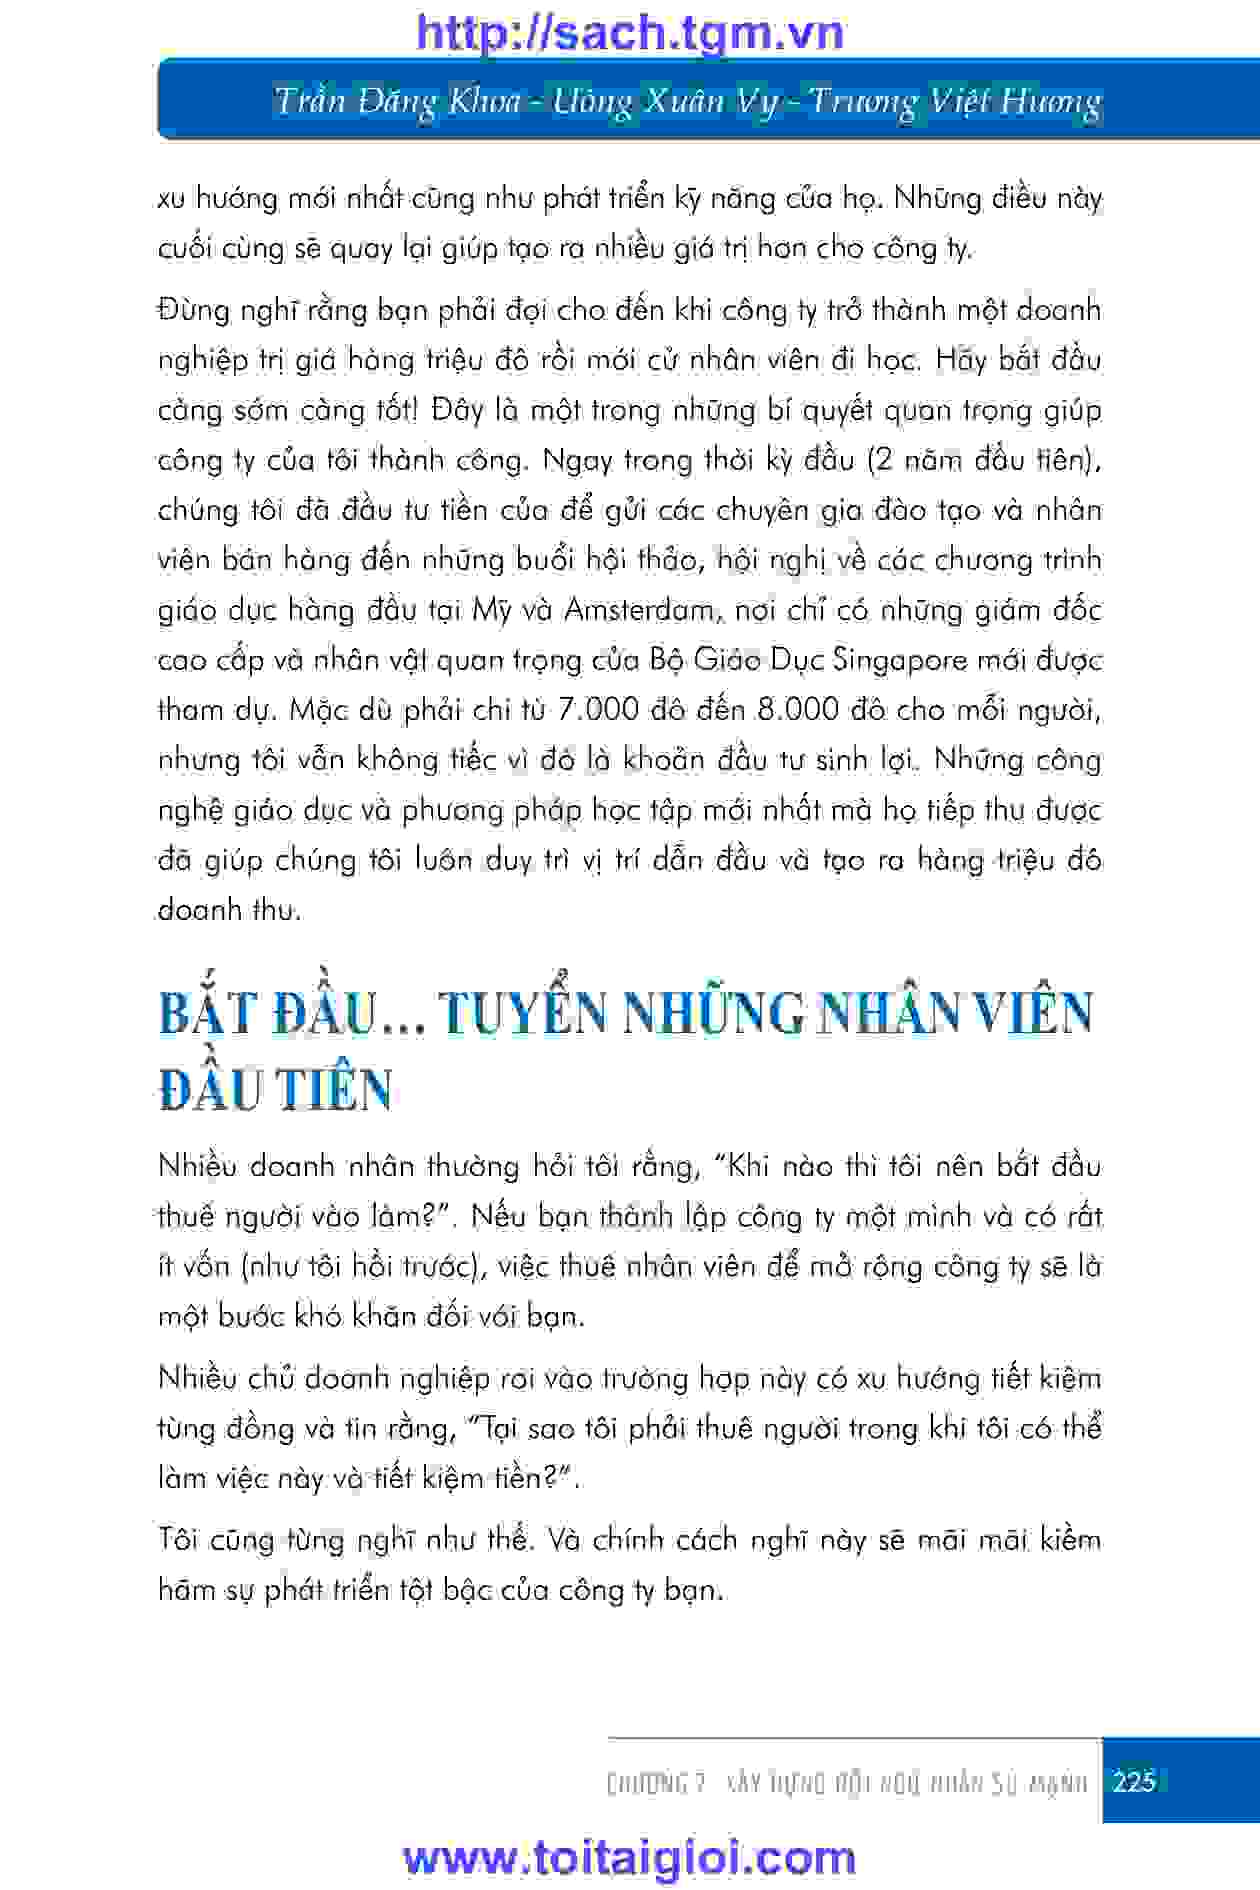 http://sach.tgm.vn
Trần Đăng Khoa - Uông Xuân Vy - Trương Việt Hương
xu hướng mới nhất cũng như phát triển kỹ năng của họ. Những điều này
cuối cùng sẽ quay lại giúp tạo ra nhiều giá trị hơn cho công ty.
Đừng nghĩ rằng bạn phải đợi cho đến khi công ty trở thành một doanh
nghiệp trị giá hàng triệu đô rồi mới cử nhân viên đi học. Hãy bắt đầu
càng sớm càng tốt! Đây là một trong những bí quyết quan trọng giúp
công ty của tôi thành công. Ngay trong thời kỳ đầu (2 năm đầu tiên),
chúng tôi đã đầu tư tiền của để gửi các chuyên gia đào tạo và nhân
viên bán hàng đến những buổi hội thảo, hội nghị về các chương trình
giáo dục hàng đầu tại Mỹ và Amsterdam, nơi chỉ có những giám đốc
cao cấp và nhân vật quan trọng của Bộ Giáo Dục Singapore mới được
tham dự. Mặc dù phải chi từ 7.000 đô đến 8.000 đô cho mỗi người,
nhưng tôi vẫn không tiếc vì đó là khoản đầu tư sinh lợi. Những công
nghệ giáo dục và phương pháp học tập mới nhất mà họ tiếp thu được
đã giúp chúng tôi luôn duy trì vị trí dẫn đầu và tạo ra hàng triệu đô
doanh thu.
BẮT ĐẦU... TUYỂN NHỮNG NHÂN VIÊN
ĐẦU TIÊN
Nhiều doanh nhân thường hỏi tôi rằng, “Khi nào thì tôi nên bắt đầu
thuê người vào làm?”. Nếu bạn thành lập công ty một mình và có rất
ít vốn (như tôi hồi trước), việc thuê nhân viên để mở rộng công ty sẽ là
một bước khó khăn đối với bạn.
Nhiều chủ doanh nghiệp rơi vào trường hợp này có xu hướng tiết kiệm
từng đồng và tin rằng, “Tại sao tôi phải thuê người trong khi tôi có thể
làm việc này và tiết kiệm tiền?”.
Tôi cũng từng nghĩ như thế. Và chính cách nghĩ này sẽ mãi mãi kiềm
hãm sự phát triển tột bậc của công ty bạn.
CHƯƠNG 7 XÂY DỰNG ĐỘI NGŨ NHÂN SỰ MẠNH 225
www.toitaigioi.com